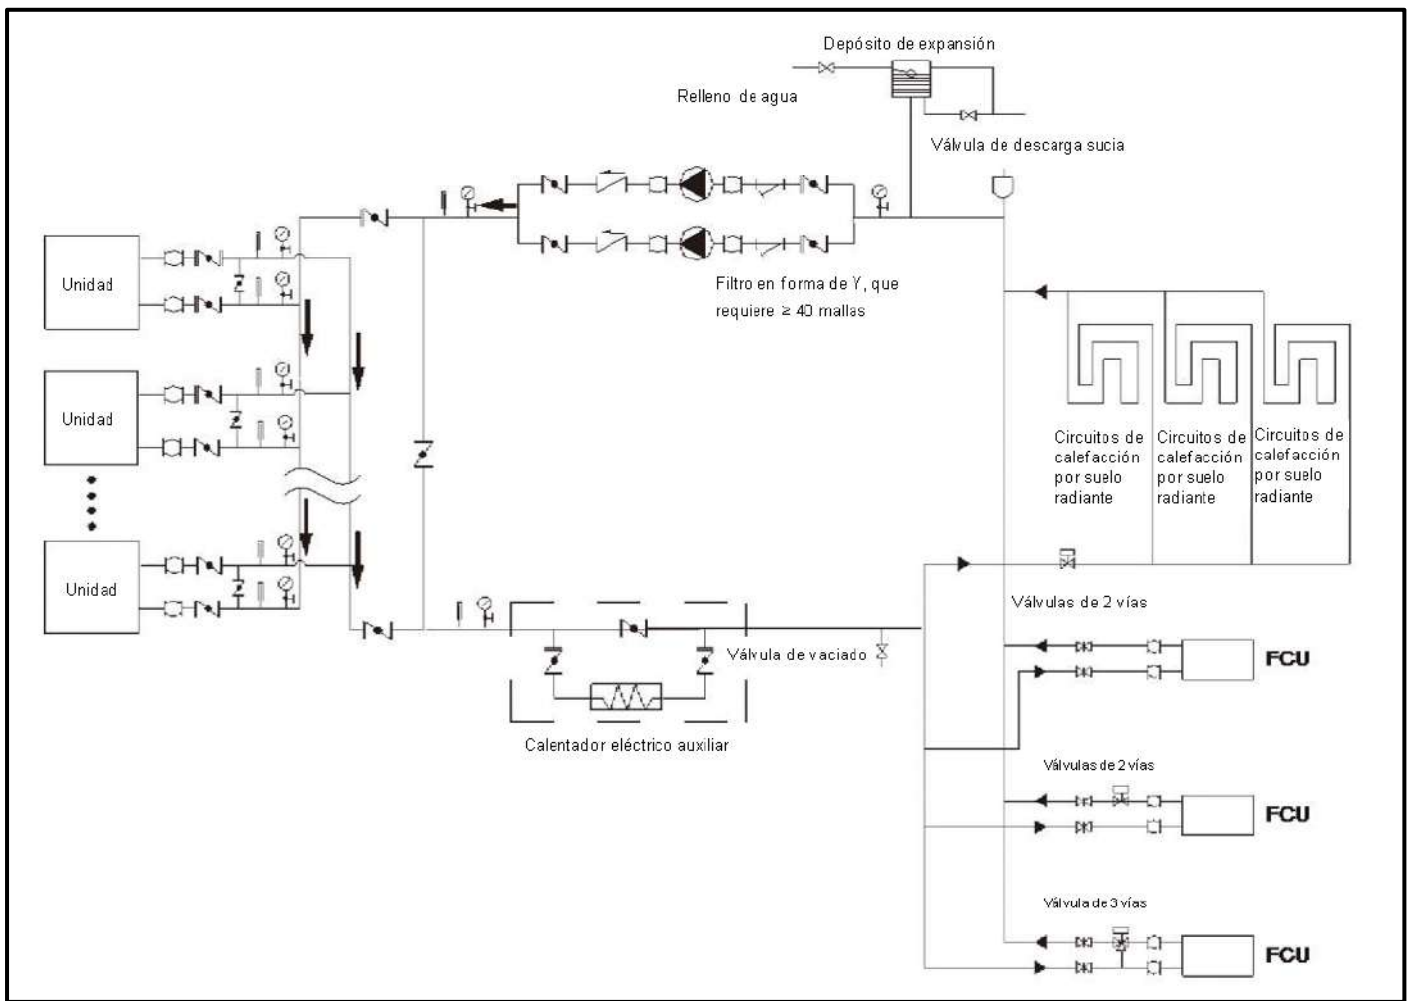 Depósito de expansión
Relleno de agua
Válvula de descarga sucia
Unidad
Filtro en forma de Y, que
requiere ≥ 40 mallas
Unidad
Circuitos de
calefacción
por suelo
radiante
Circuitos de
calefacción
por suelo
radiante
Circuitos de
calefacción
por suelo
radiante
Unidad
Válvulas de 2 vías
Válvula de vaciado
FCU
Calentador eléctrico auxiliar
Válvulas de 2 vías
FCU
Válvula de 3 vías
FCU